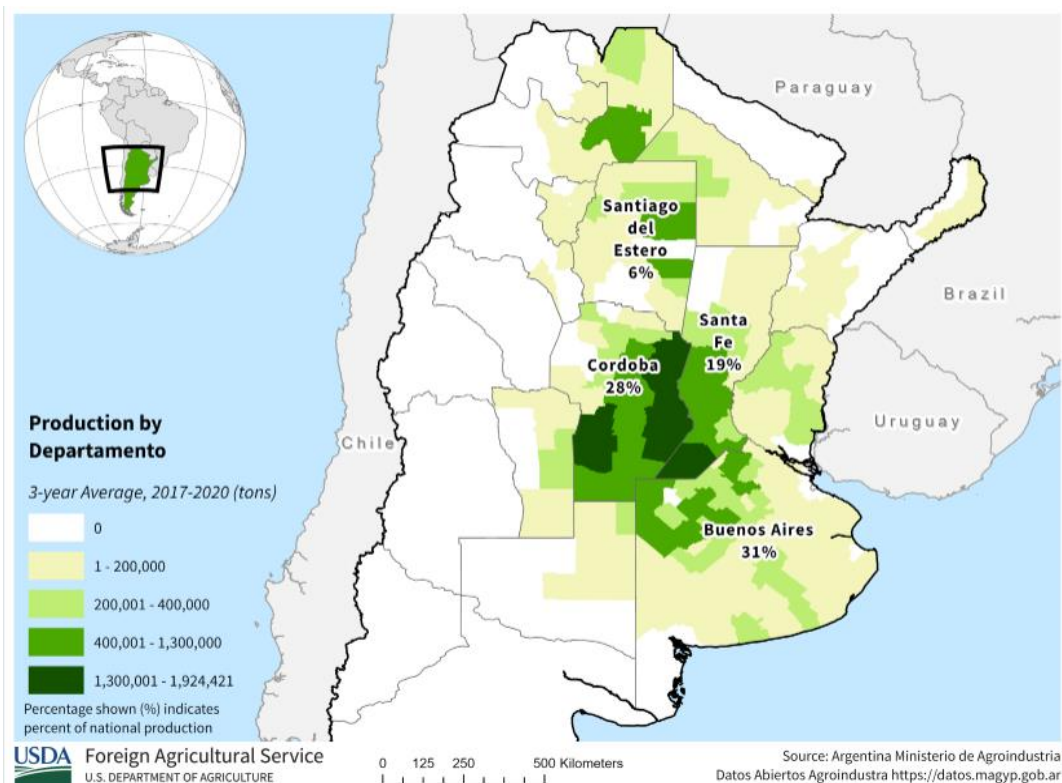 Paraguay
Santiago
del
Estero
6%
Brazil
Santa
Fe
19%
Cordoba
28%
Uruguay
Chile
Buenos Aires
31%
Production by
Departamento
3-year Average, 2017-2020 (tons)
0
1 - 200,000
200,001 - 400,000
400,001 - 1,300,000
1,300,001 - 1,924,421
Percentage shown (%) indicates
percent of national production
USDA
Foreign Agricultural Service
U.S. DEPARTMENT OF AGRICULTURE
0 125 250 500 Kilometers
Source: Argentina Ministerio de Agroindustria
Datos Abiertos Agroindustra https://datos.magyp.gob.ar